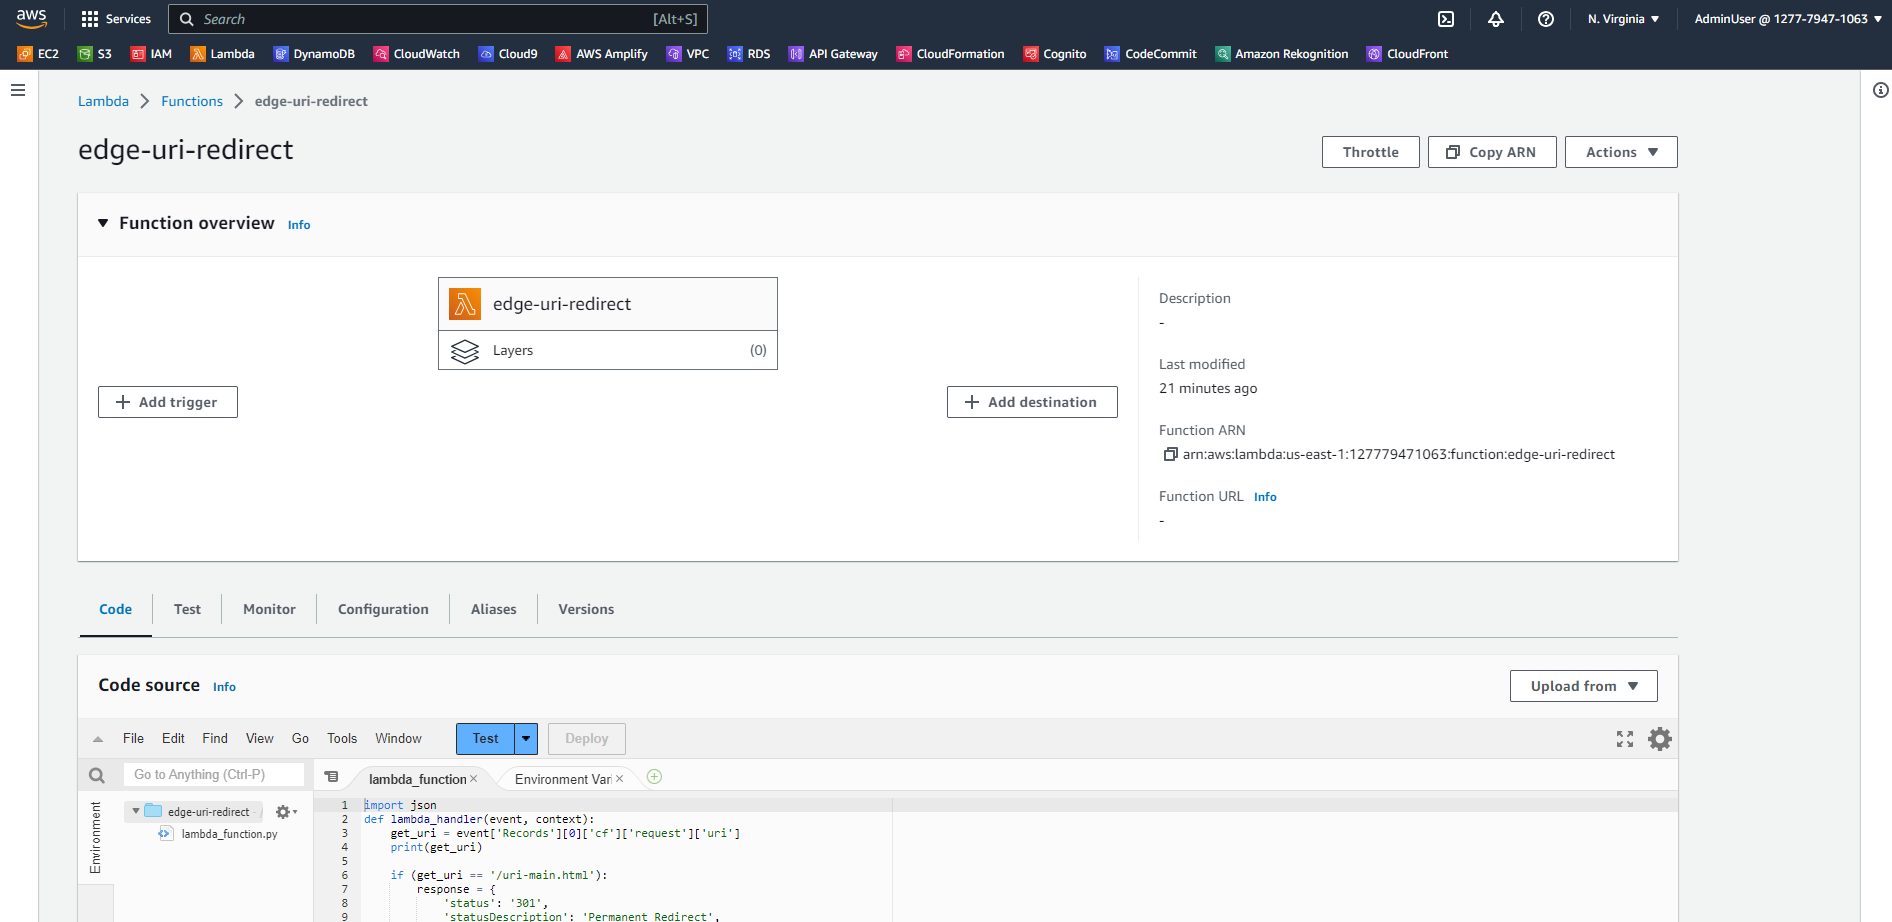 aws Services Search [Alt+S] N. Virginia AdminUser @ 1277-7947-1063
EC2 S3 IAM Lambda DynamoDB CloudWatch Cloud9 AWS Amplify VPC RDS API Gateway CloudFormation Cognito CodeCommit Amazon Rekognition CloudFront
Lambda Functions edge-uri-redirect
edge-uri-redirect
Throttle Copy ARN Actions
Function overview Info
edge-uri-redirect
Layers (0)
Add trigger
Add destination
Description
-
Last modified
21 minutes ago
Function ARN
arn:aws:lambda:us-east-1:127779471063:function:edge-uri-redirect
Function URL Info
-
Code Test Monitor Configuration Aliases Versions
Code source Info Upload from
File Edit Find View Go Tools Window Test Deploy
Go to Anything (Ctrl-P) lambda_function Environment Vari
Environment
edge-uri-redirect - /
lambda_function.py
1 import json
2 def lambda_handler(event, context):
3 get_uri = event['Records'][0]['cf']['request']['uri']
4 print(get_uri)
5
6 if (get_uri == '/uri-main.html'):
7 response = {
8 'status': '301',
9 'statusDescription': 'Permanent Redirect',